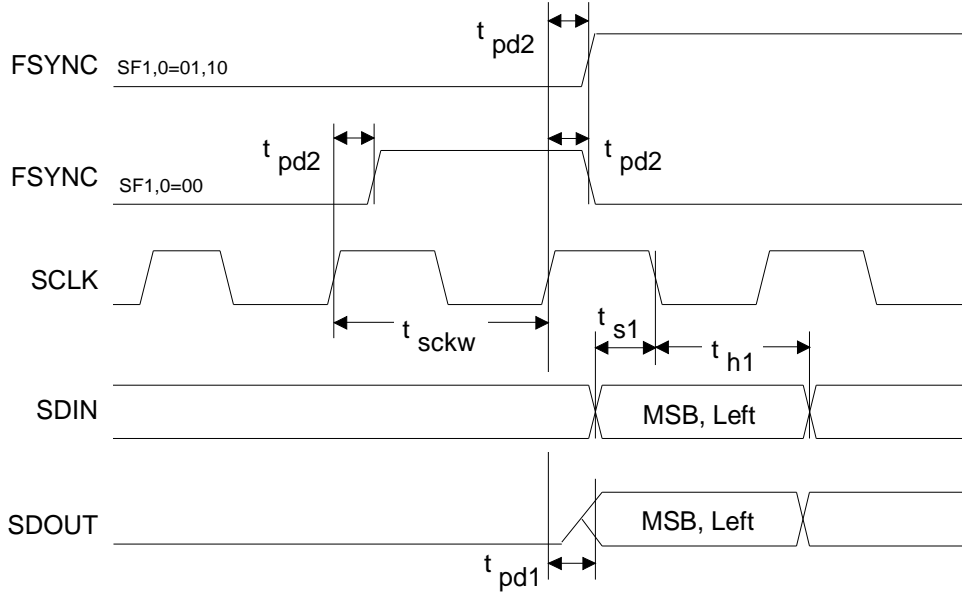 t pd2
FSYNC SF1,0=01,10
t pd2
t pd2
FSYNC SF1,0=00
SCLK
t sckw
t s1
t h1
SDIN
MSB, Left
SDOUT
MSB, Left
t pd1